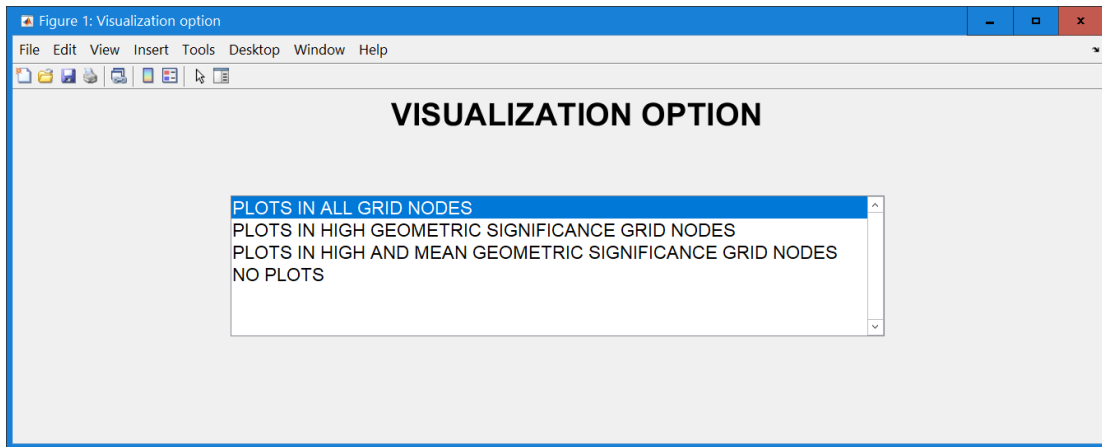 Figure 1: Visualization option
File Edit View Insert Tools Desktop Window Help
VISUALIZATION OPTION
PLOTS IN ALL GRID NODES
PLOTS IN HIGH GEOMETRIC SIGNIFICANCE GRID NODES
PLOTS IN HIGH AND MEAN GEOMETRIC SIGNIFICANCE GRID NODES
NO PLOTS